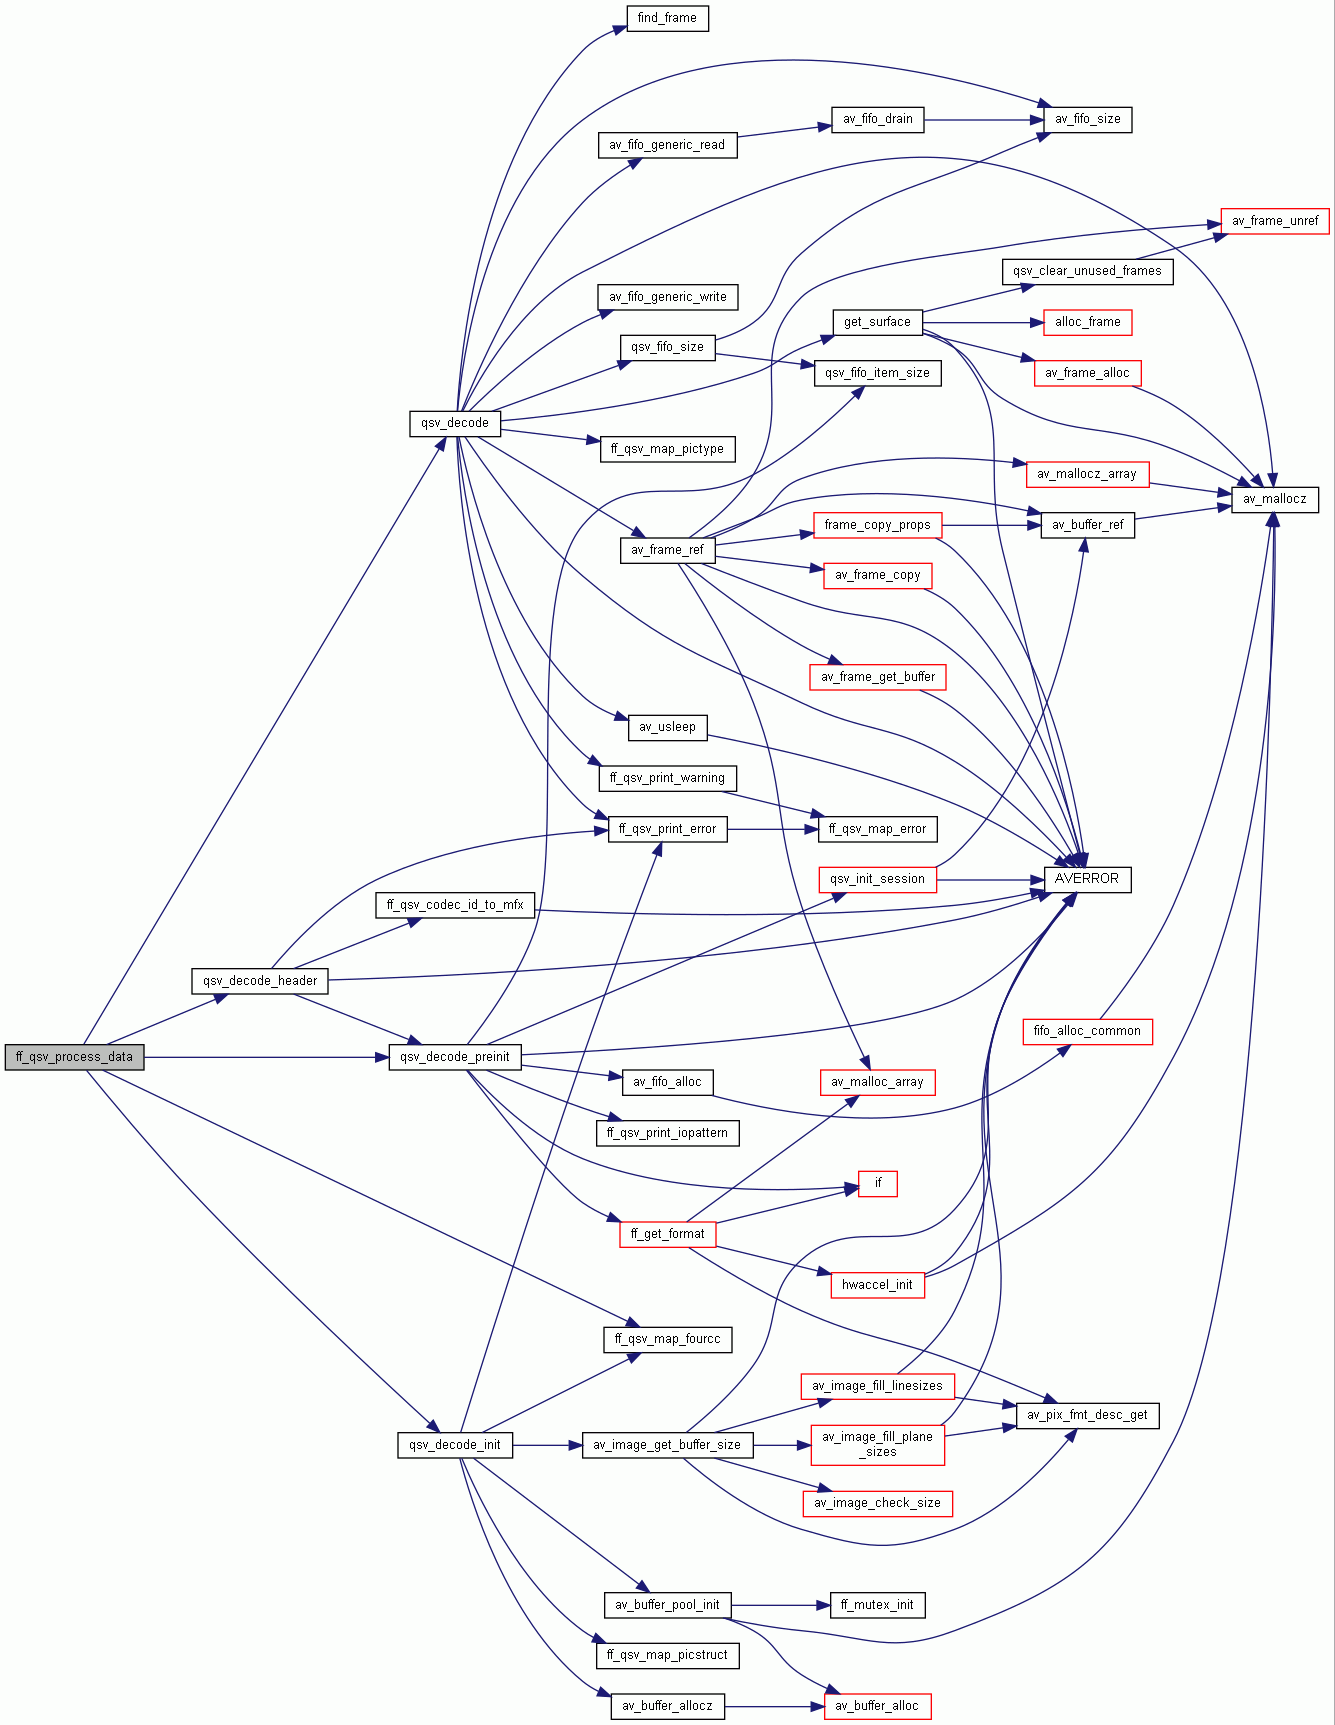 find_frame
av_fifo_drain
av_fifo_size
av_fifo_generic_read
av_frame_unref
qsv_clear_unused_frames
av_fifo_generic_write
get_surface
alloc_frame
qsv_fifo_size
qsv_fifo_item_size
av_frame_alloc
qsv_decode
ff_qsv_map_pictype
av_mallocz_array
av_mallocz
frame_copy_props
av_buffer_ref
av_frame_ref
av_frame_copy
av_frame_get_buffer
av_usleep
ff_qsv_print_warning
ff_qsv_print_error
ff_qsv_map_error
qsv_init_session
AVERROR
ff_qsv_codec_id_to_mfx
qsv_decode_header
fifo_alloc_common
ff_qsv_process_data
qsv_decode_preinit
av_fifo_alloc
av_malloc_array
ff_qsv_print_iopattern
if
ff_get_format
hwaccel_init
ff_qsv_map_fourcc
av_image_fill_linesizes
av_pix_fmt_desc_get
qsv_decode_init
av_image_get_buffer_size
av_image_fill_plane
_sizes
av_image_check_size
av_buffer_pool_init
ff_mutex_init
ff_qsv_map_picstruct
av_buffer_allocz
av_buffer_alloc